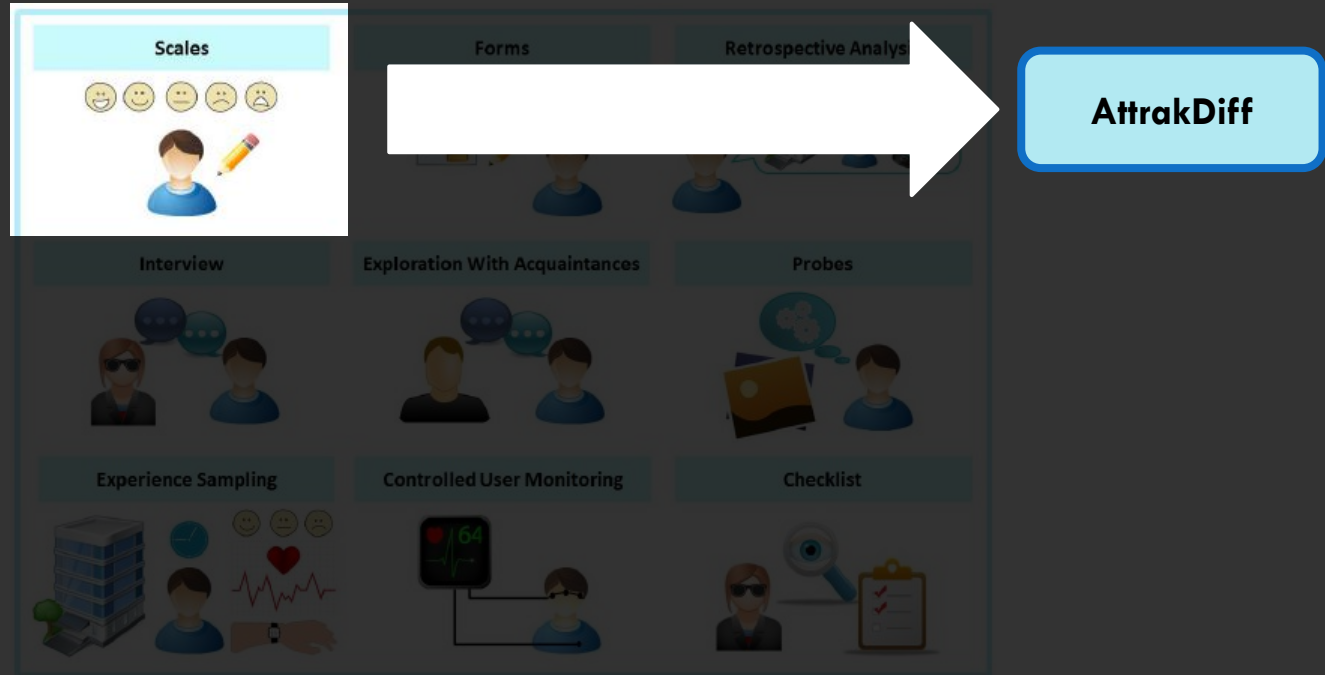 Scales
Forms
Retrospective Analys
AttrakDiff
Interview
Exploration With Acquaintances
Probes
Experience Sampling
Controlled User Monitoring
Checklist
64